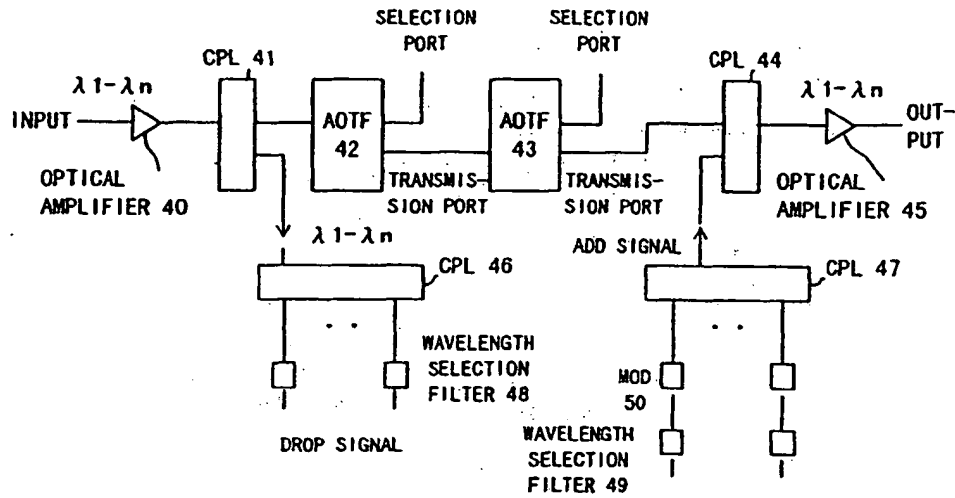 SELECTION
PORT
SELECTION
PORT
CPL 41
CPL 44
λ1-λn
λ1-λn
INPUT
AOTF
42
AOTF
43
OUT-
PUT
OPTICAL
AMPLIFIER 40
TRANSMIS-
SION PORT
TRANSMIS-
SION PORT
OPTICAL
AMPLIFIER 45
λ1-λn
ADD SIGNAL
CPL 46
CPL 47
WAVELENGTH
SELECTION
FILTER 48
MOD
50
DROP SIGNAL
WAVELENGTH
SELECTION
FILTER 49